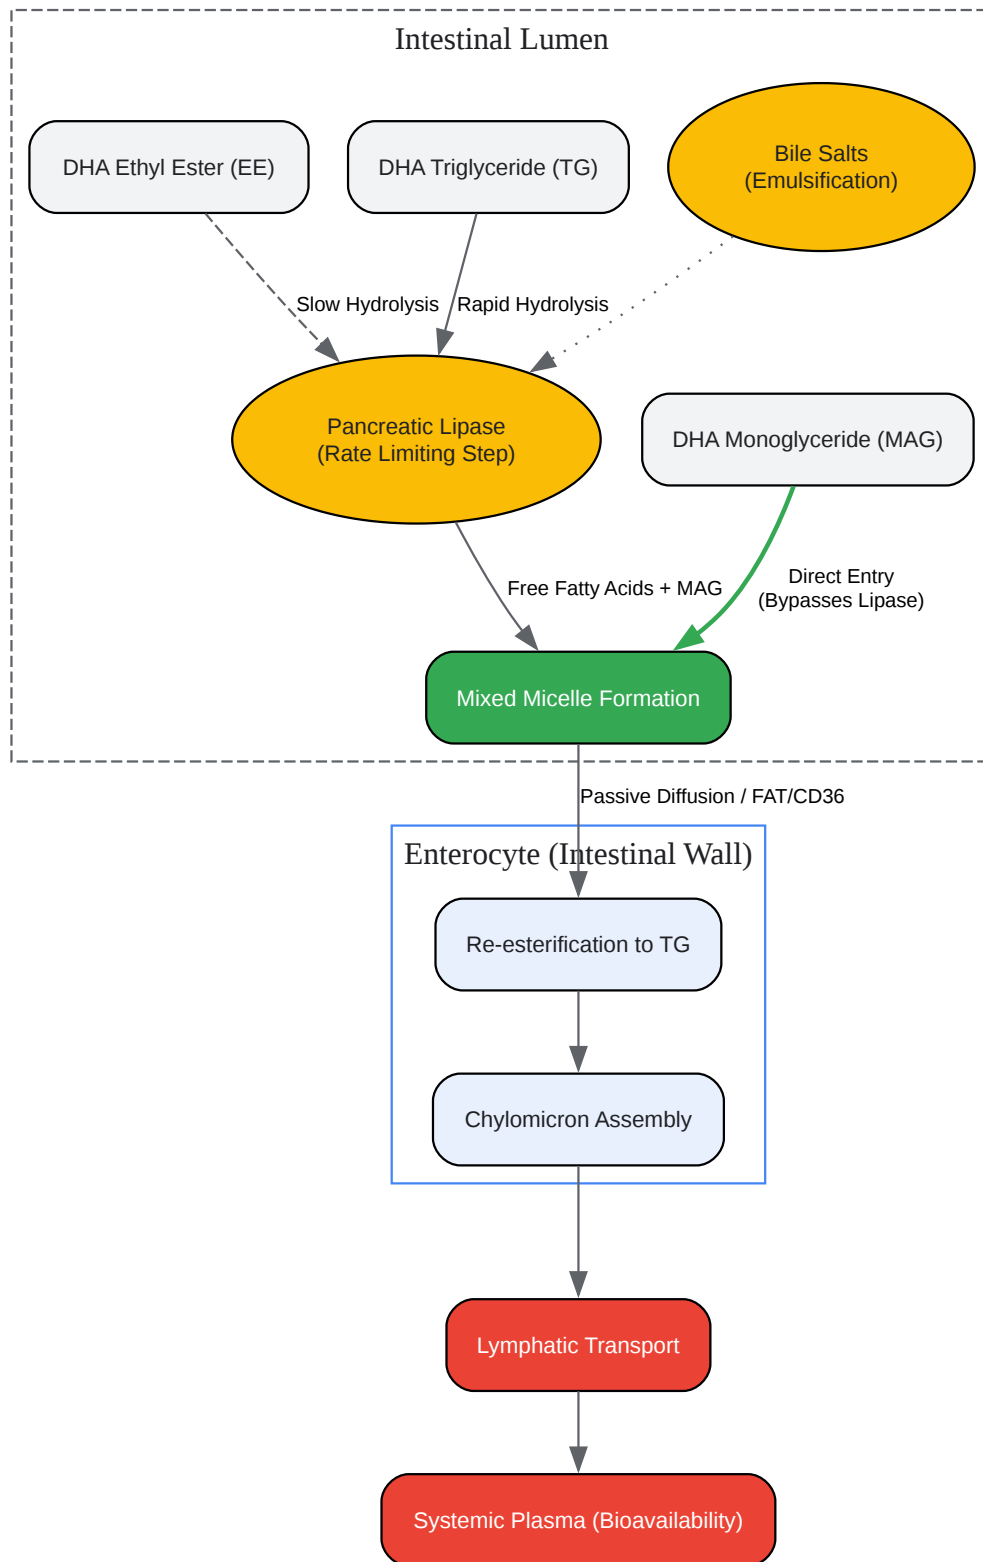 Intestinal Lumen
DHA Ethyl Ester (EE)
DHA Triglyceride (TG)
Bile Salts
(Emulsification)
Slow Hydrolysis
Rapid Hydrolysis
Pancreatic Lipase
(Rate Limiting Step)
DHA Monoglyceride (MAG)
Free Fatty Acids + MAG
Direct Entry
(Bypasses Lipase)
Mixed Micelle Formation
Passive Diffusion / FAT/CD36
Enterocyte (Intestinal Wall)
Re-esterification to TG
Chylomicron Assembly
Lymphatic Transport
Systemic Plasma (Bioavailability)